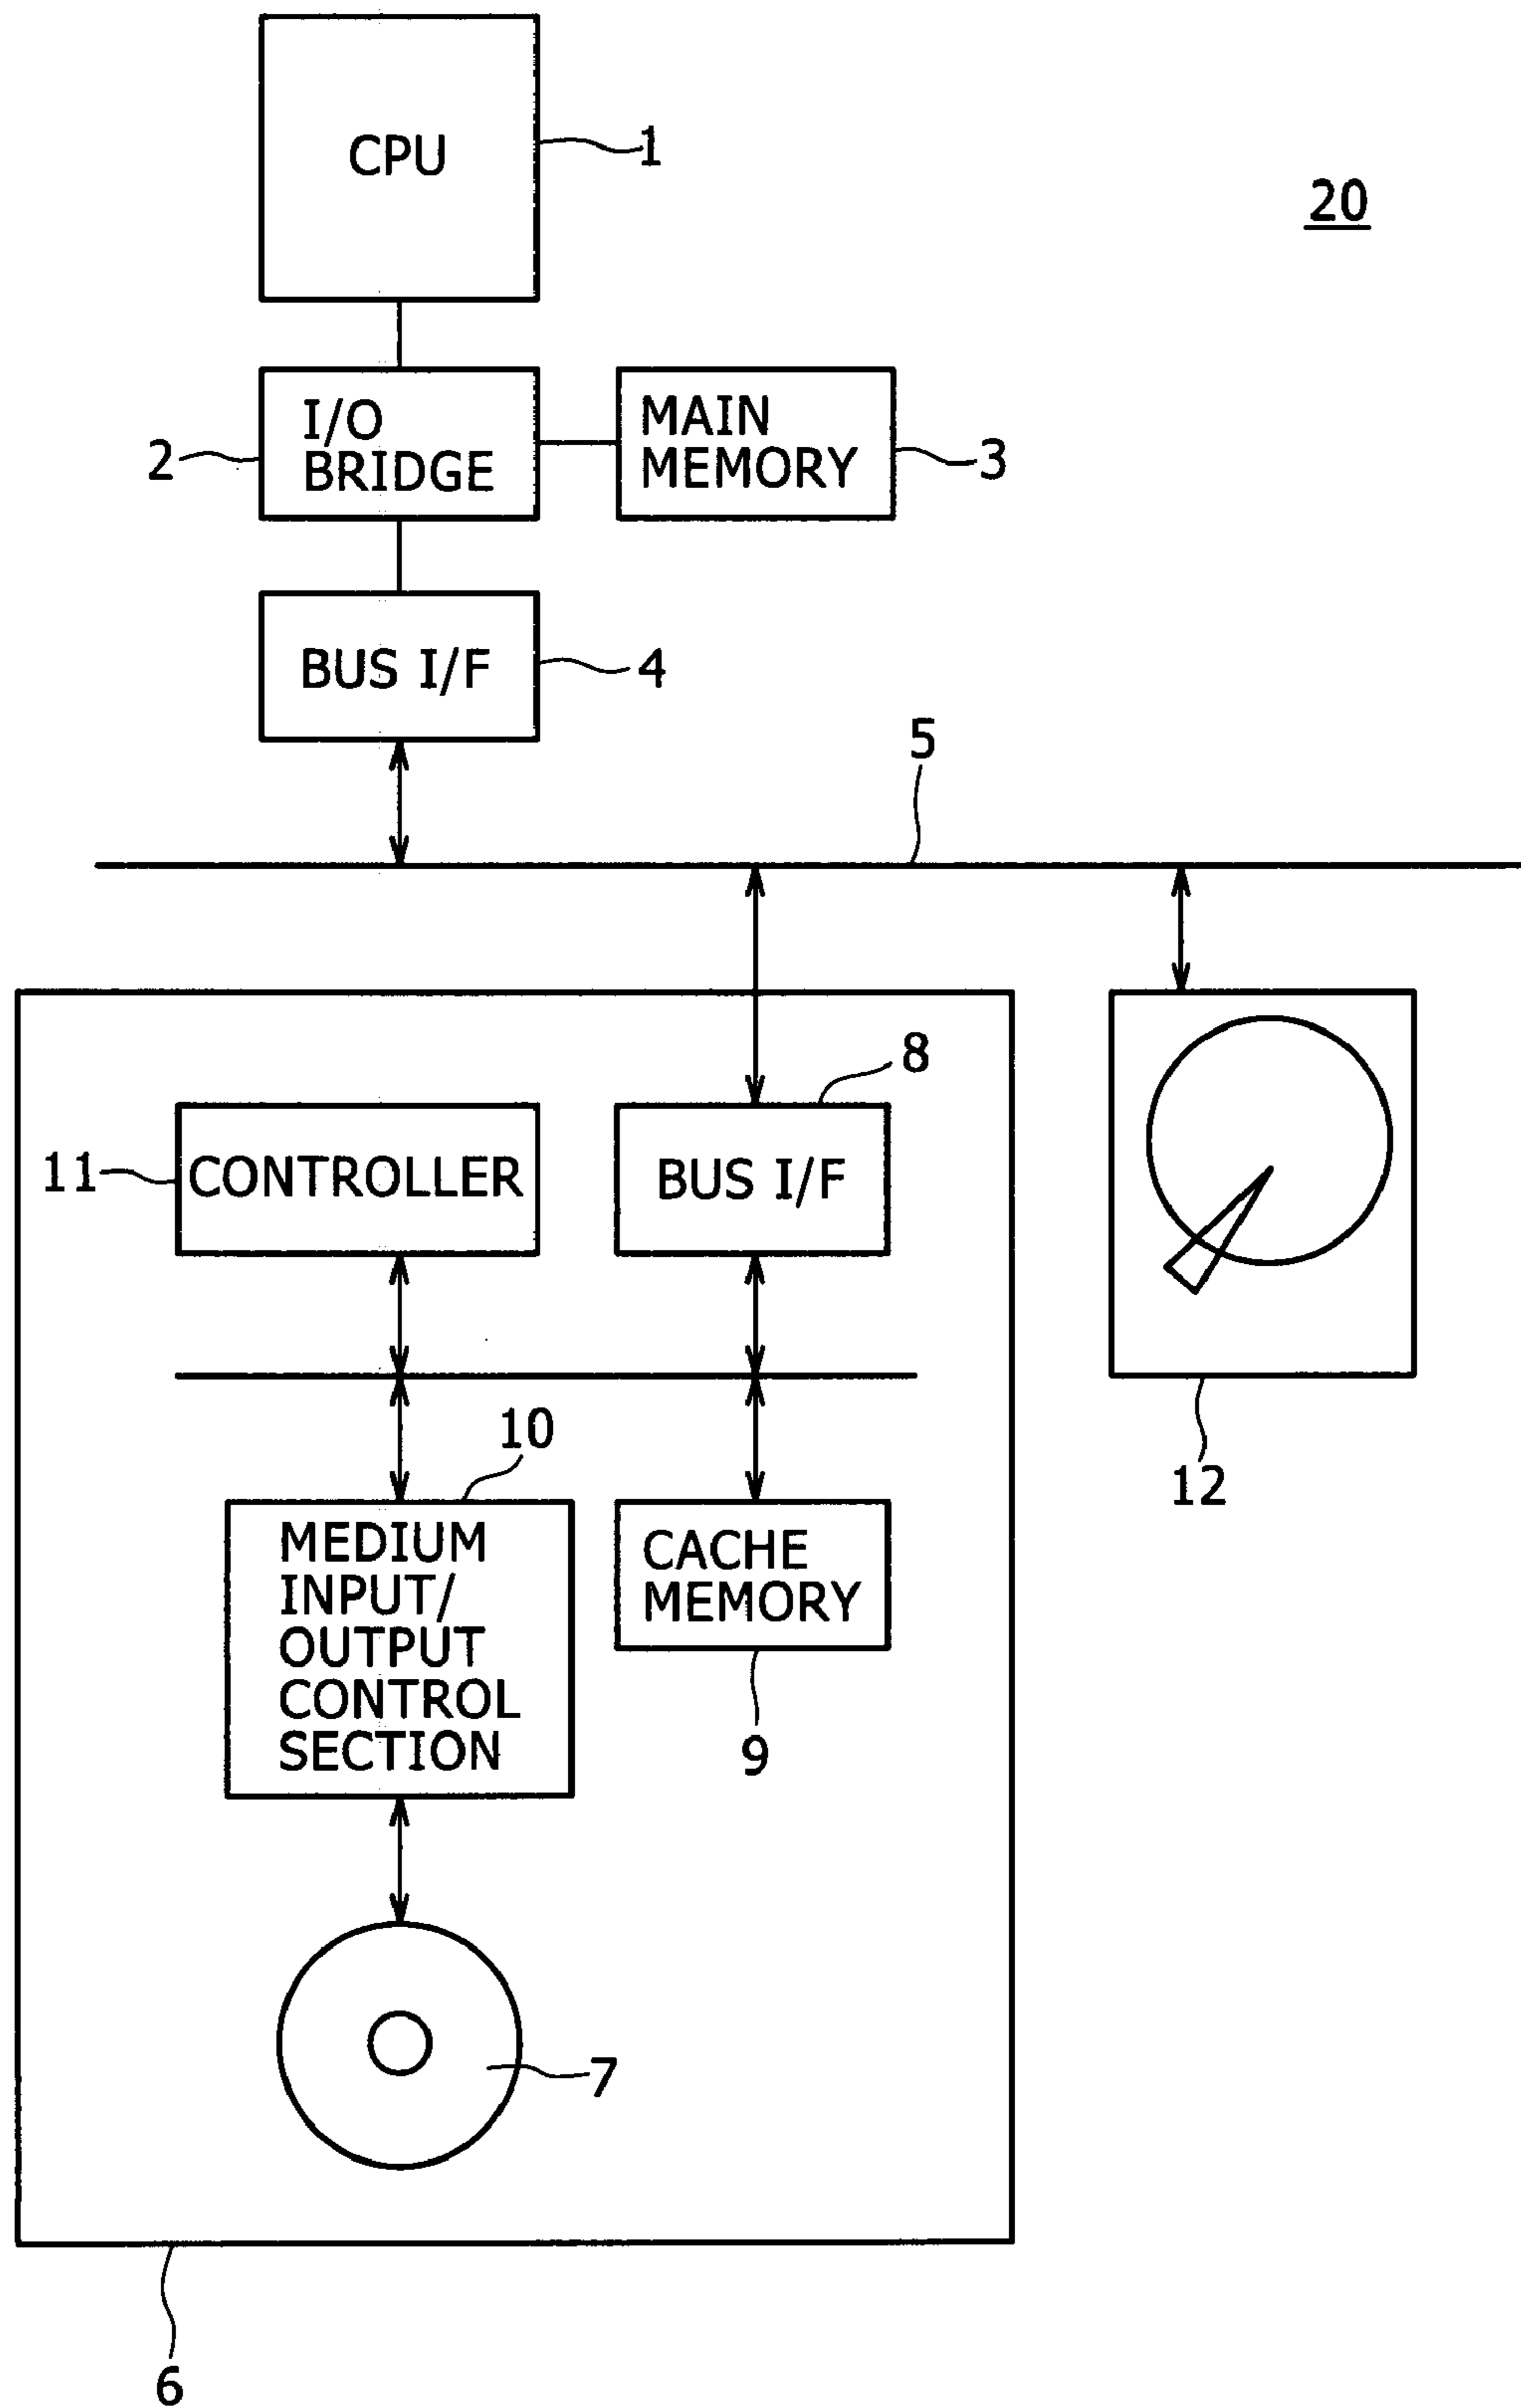 CPU
1
20
I/O
BRIDGE
2
MAIN
MEMORY
3
BUS I/F
4
5
8
11
CONTROLLER
BUS I/F
10
12
MEDIUM
INPUT/
OUTPUT
CONTROL
SECTION
CACHE
MEMORY
9
7
6